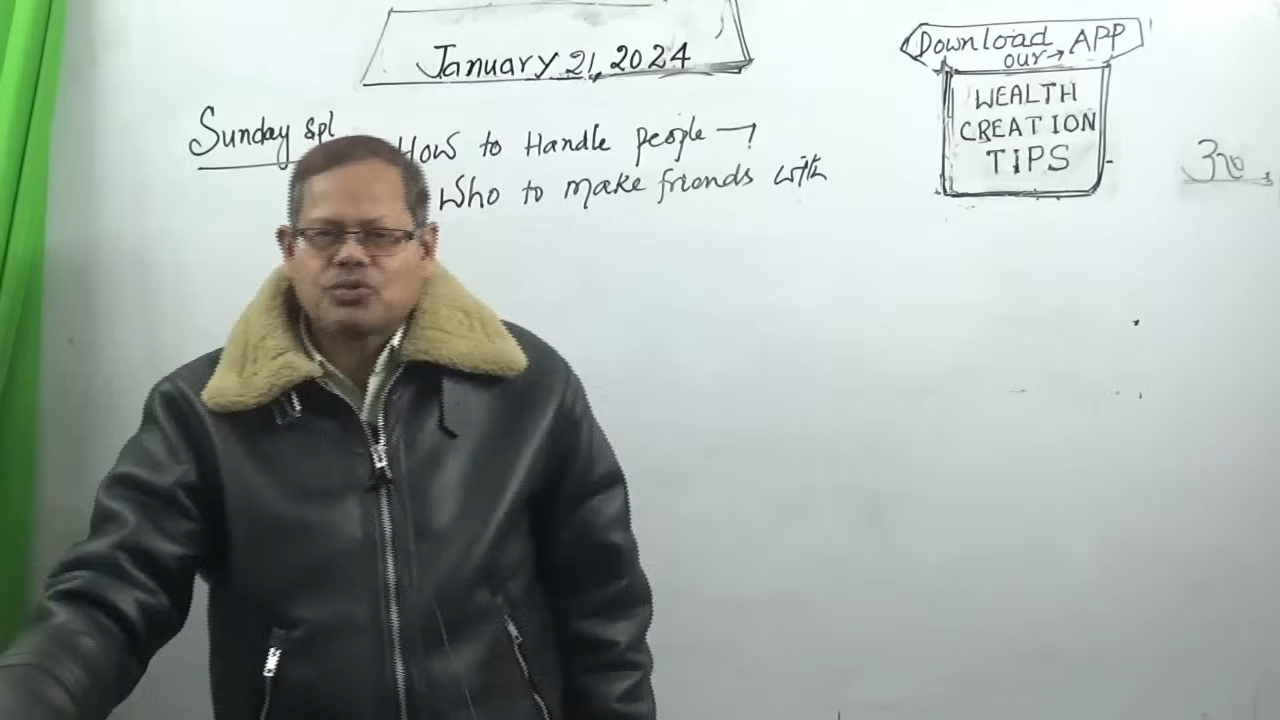 January 21, 2024
Sunday spl
How to Handle people →
Who to make friends with
Download our → APP
WEALTH
CREATION
TIPS